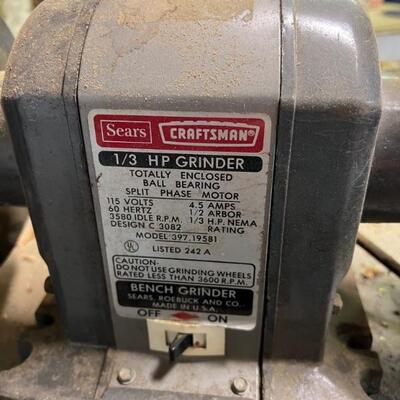 Sears CRAFTSMAN®
1/3 HP GRINDER
TOTALLY ENCLOSED
BALL BEARING
SPLIT PHASE MOTOR
115 VOLTS 4.5 AMPS
60 HERTZ 1/2 ARBOR
3580 IDLE R.P.M. 1/3 H.P. NEMA
DESIGN C 3082 RATING
MODEL 397.19581
UL LISTED 242 A
CAUTION-
DO NOT USE GRINDING WHEELS
RATED LESS THAN 3600 R.P.M.
BENCH GRINDER
SEARS, ROEBUCK AND CO.
MADE IN U.S.A.
OFF ON